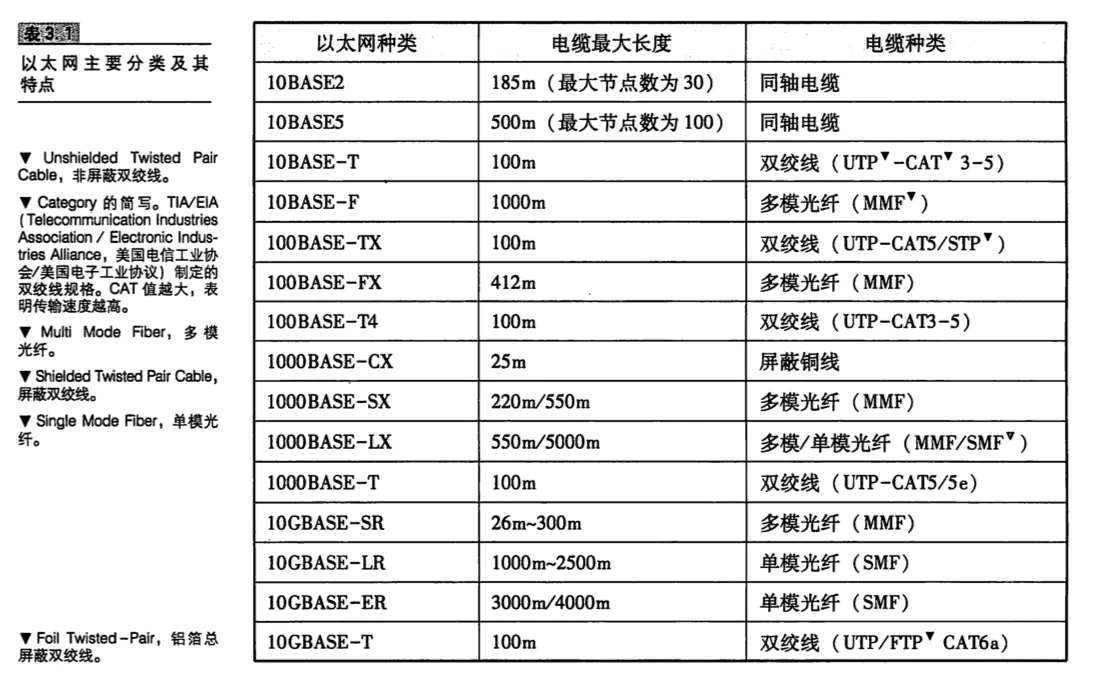 表3.1
以太网主要分类及其
特点
▼ Unshielded Twisted Pair
Cable，非屏蔽双绞线。
▼ Category 的简写。TIA/EIA
（Telecommunication Industries
Association / Electronic Indus-
tries Alliance，美国电信工业协
会/美国电子工业协议）制定的
双绞线规格。CAT 值越大，表
明传输速度越高。
▼ Multi Mode Fiber，多模
光纤。
▼ Shielded Twisted Pair Cable，
屏蔽双绞线。
▼ Single Mode Fiber，单模光
纤。
▼ Foil Twisted-Pair，铝箔总
屏蔽双绞线。
以太网种类 电缆最大长度 电缆种类
10BASE2 185m（最大节点数为30） 同轴电缆
10BASE5 500m（最大节点数为100） 同轴电缆
10BASE-T 100m 双绞线（UTP▼-CAT▼ 3-5）
10BASE-F 1000m 多模光纤（MMF▼）
100BASE-TX 100m 双绞线（UTP-CAT5/STP▼）
100BASE-FX 412m 多模光纤（MMF）
100BASE-T4 100m 双绞线（UTP-CAT3-5）
1000BASE-CX 25m 屏蔽铜线
1000BASE-SX 220m/550m 多模光纤（MMF）
1000BASE-LX 550m/5000m 多模/单模光纤（MMF/SMF▼）
1000BASE-T 100m 双绞线（UTP-CAT5/5e）
10GBASE-SR 26m~300m 多模光纤（MMF）
10GBASE-LR 1000m~2500m 单模光纤（SMF）
10GBASE-ER 3000m/4000m 单模光纤（SMF）
10GBASE-T 100m 双绞线（UTP/FTP▼ CAT6a）